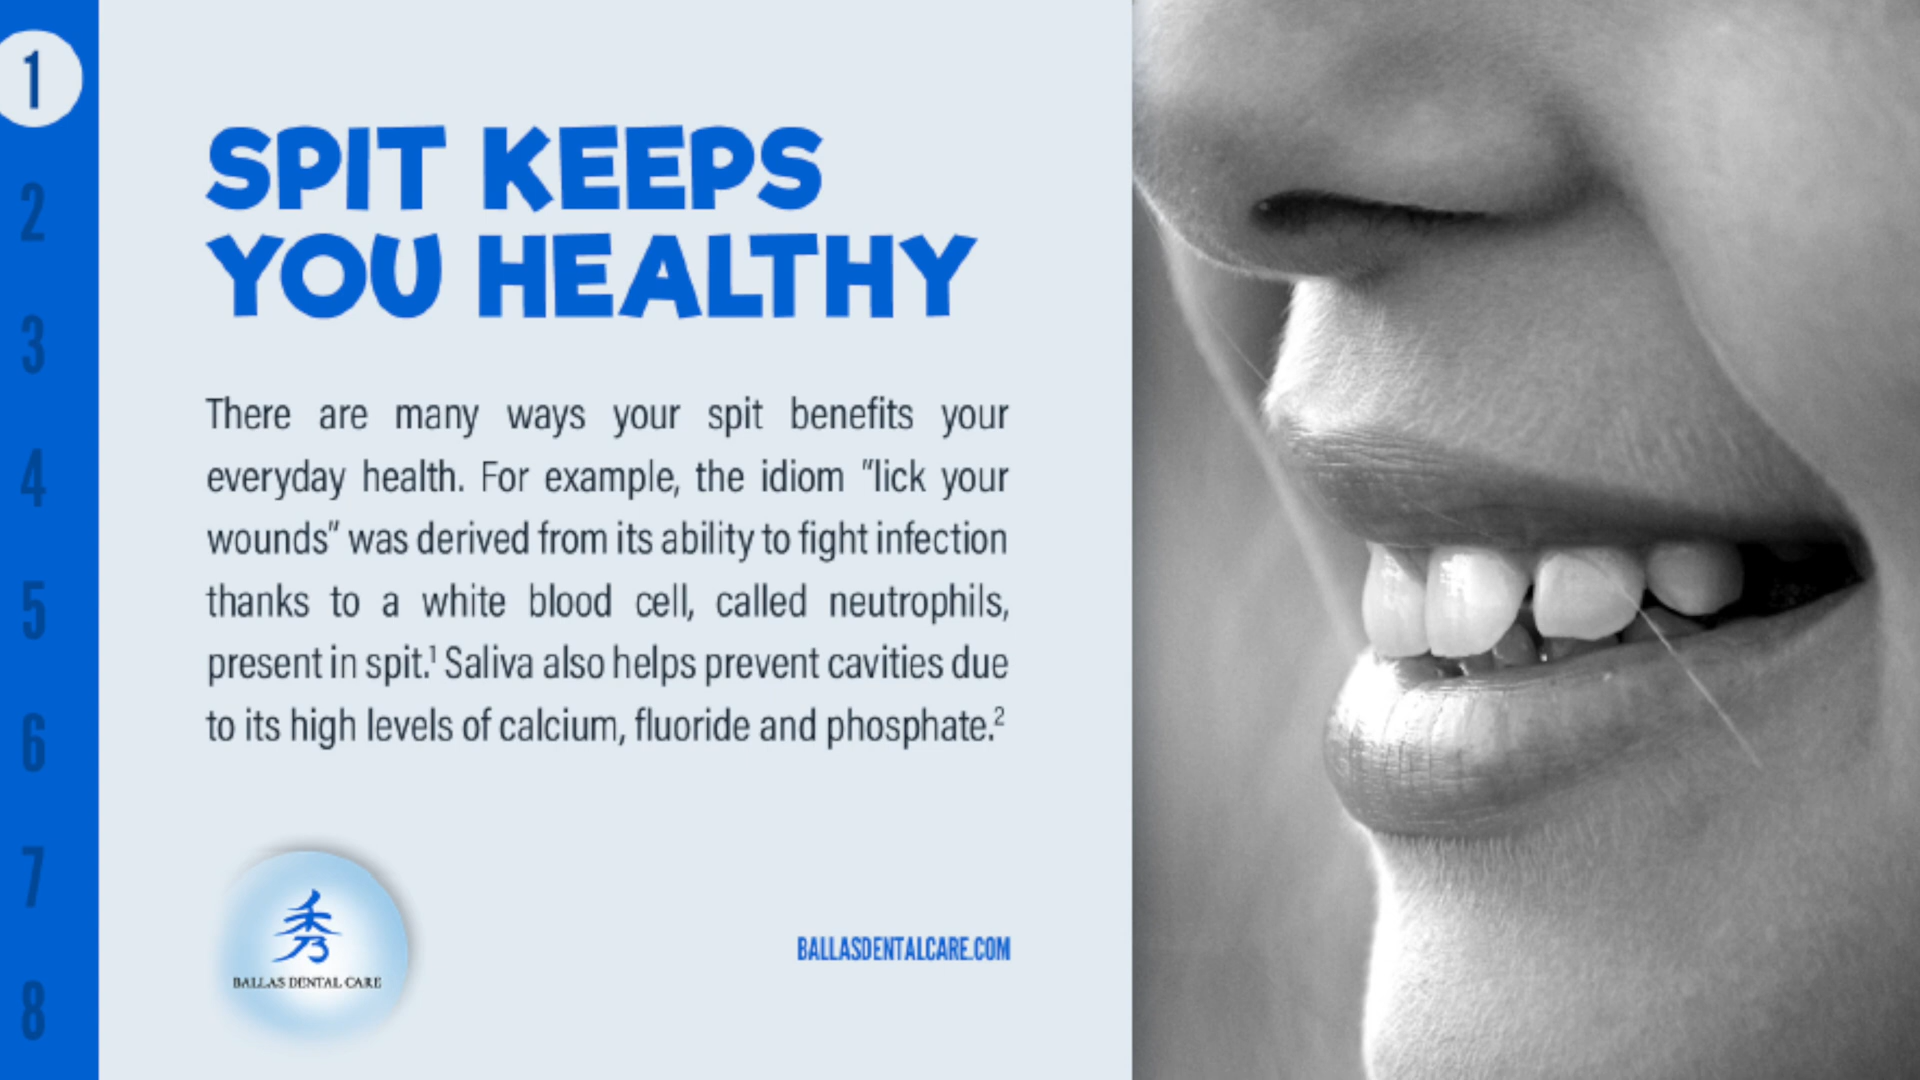 1
2
3
4
5
6
7
8
SPIT KEEPS
YOU HEALTHY
There are many ways your spit benefits your
everyday health. For example, the idiom "lick your
wounds" was derived from its ability to fight infection
thanks to a white blood cell, called neutrophils,
present in spit.¹ Saliva also helps prevent cavities due
to its high levels of calcium, fluoride and phosphate.²
秀
BALLAS DENTAL CARE
BALLASDENTALCARE.COM